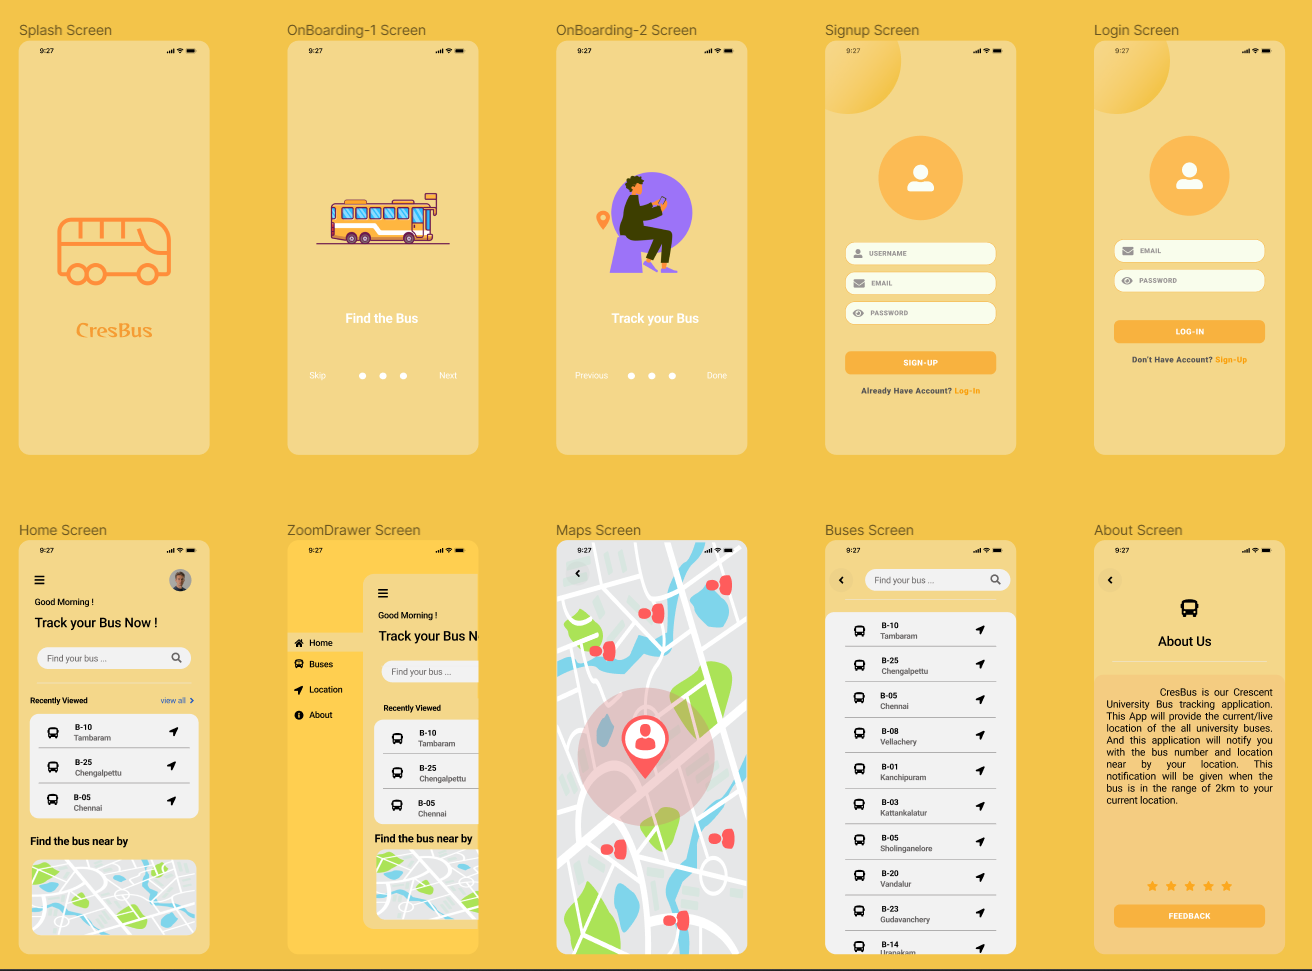 Splash Screen
9:27
CresBus
OnBoarding-1 Screen
9:27
Find the Bus
Skip
Next
OnBoarding-2 Screen
9:27
Track your Bus
Previous
Done
Signup Screen
9:27
USERNAME
EMAIL
PASSWORD
SIGN-UP
Already Have Account? Log-In
Login Screen
9:27
EMAIL
PASSWORD
LOG-IN
Don't Have Account? Sign-Up
Home Screen
9:27
Good Morning !
Track your Bus Now !
Find your bus ...
Recently Viewed
view all
B-10
Tambaram
B-25
Chengalpettu
B-05
Chennai
Find the bus near by
ZoomDrawer Screen
9:27
Home
Buses
Location
About
Good Morning !
Track your Bus N
Find your bus ...
Recently Viewed
B-10
Tambaram
B-25
Chengalpettu
B-05
Chennai
Find the bus near by
Maps Screen
9:27
Buses Screen
9:27
Find your bus ...
B-10
Tambaram
B-25
Chengalpettu
B-05
Chennai
B-08
Vellachery
B-01
Kanchipuram
B-03
Kattankalatur
B-05
Sholinganelore
B-20
Vandalur
B-23
Gudavanchery
B-14
About Screen
9:27
About Us
CresBus is our Crescent
University Bus tracking application.
This App will provide the current/live
location of the all university buses.
And this application will notify you
with the bus number and location
near by your location. This
notification will be given when the
bus is in the range of 2km to your
current location.
FEEDBACK